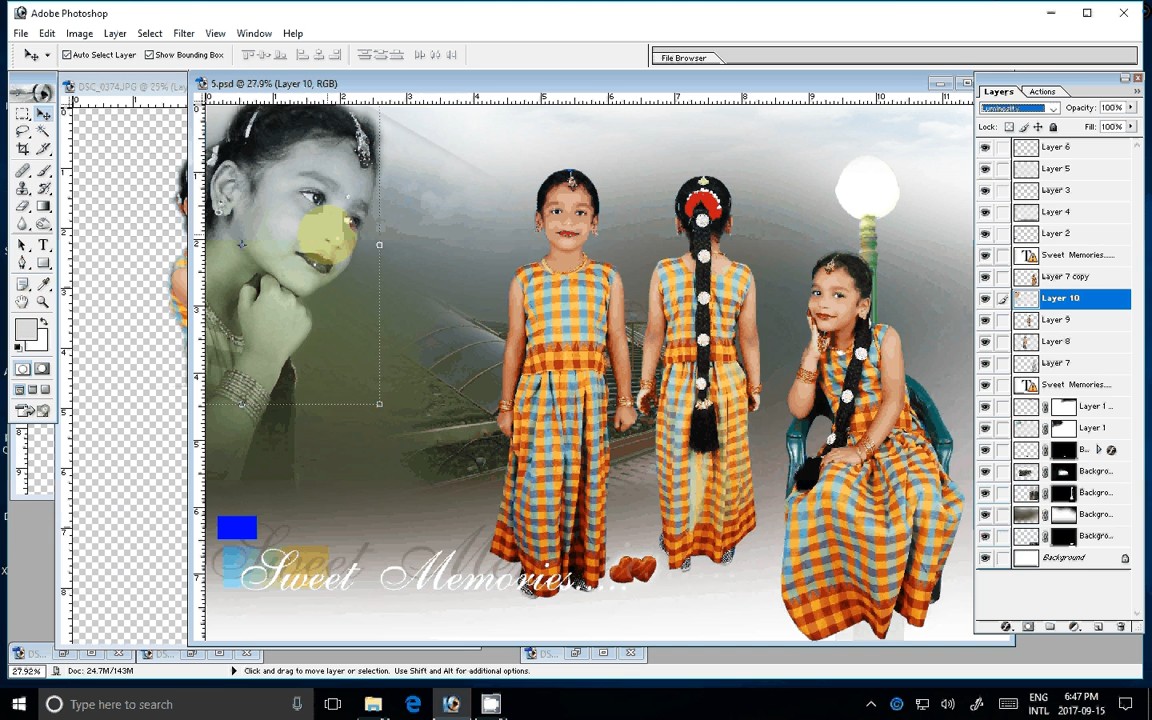 Adobe Photoshop
File Edit Image Layer Select Filter View Window Help
Auto Select Layer Show Bounding Box
File Browser
DSC_0374.JPG @ 25% (Lay
5.psd @ 27.9% (Layer 10, RGB)
Layers Actions
Luminosity Opacity: 100%
Lock: Fill: 100%
Layer 6
Layer 5
Layer 3
Layer 4
Layer 2
Sweet Memories.....
Layer 7 copy
Layer 10
Layer 9
Layer 8
Layer 7
Sweet Memories....
Layer 1 ..
Layer 1
B...
Backgro..
Backgro..
Backgro..
Backgro..
Background
Sweet Memories.....
27.92% Doc: 24.7M/143M Click and drag to move layer or selection. Use Shift and Alt for additional options.
Type here to search
ENG
INTL
6:47 PM
2017-09-15